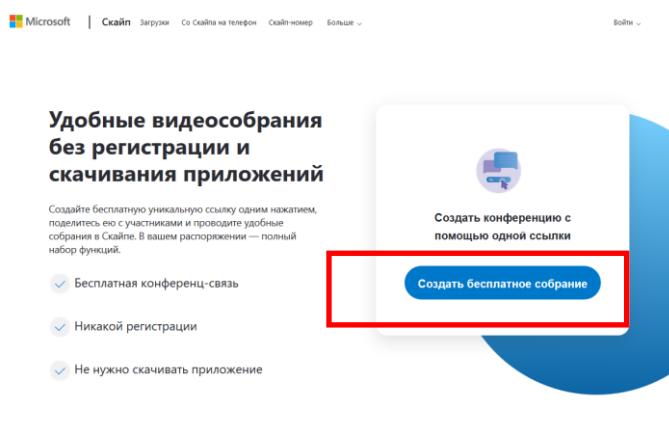 Microsoft | Скайп Загрузки Со Скайпа на телефон Скайп-номер Больше Войти
Удобные видеособрания
без регистрации и
скачивания приложений
Создайте бесплатную уникальную ссылку одним нажатием,
поделитесь ею с участниками и проводите удобные
собрания в Скайпе. В вашем распоряжении — полный
набор функций.
Бесплатная конференц-связь
Никакой регистрации
Не нужно скачивать приложение
Создать конференцию с
помощью одной ссылки
Создать бесплатное собрание